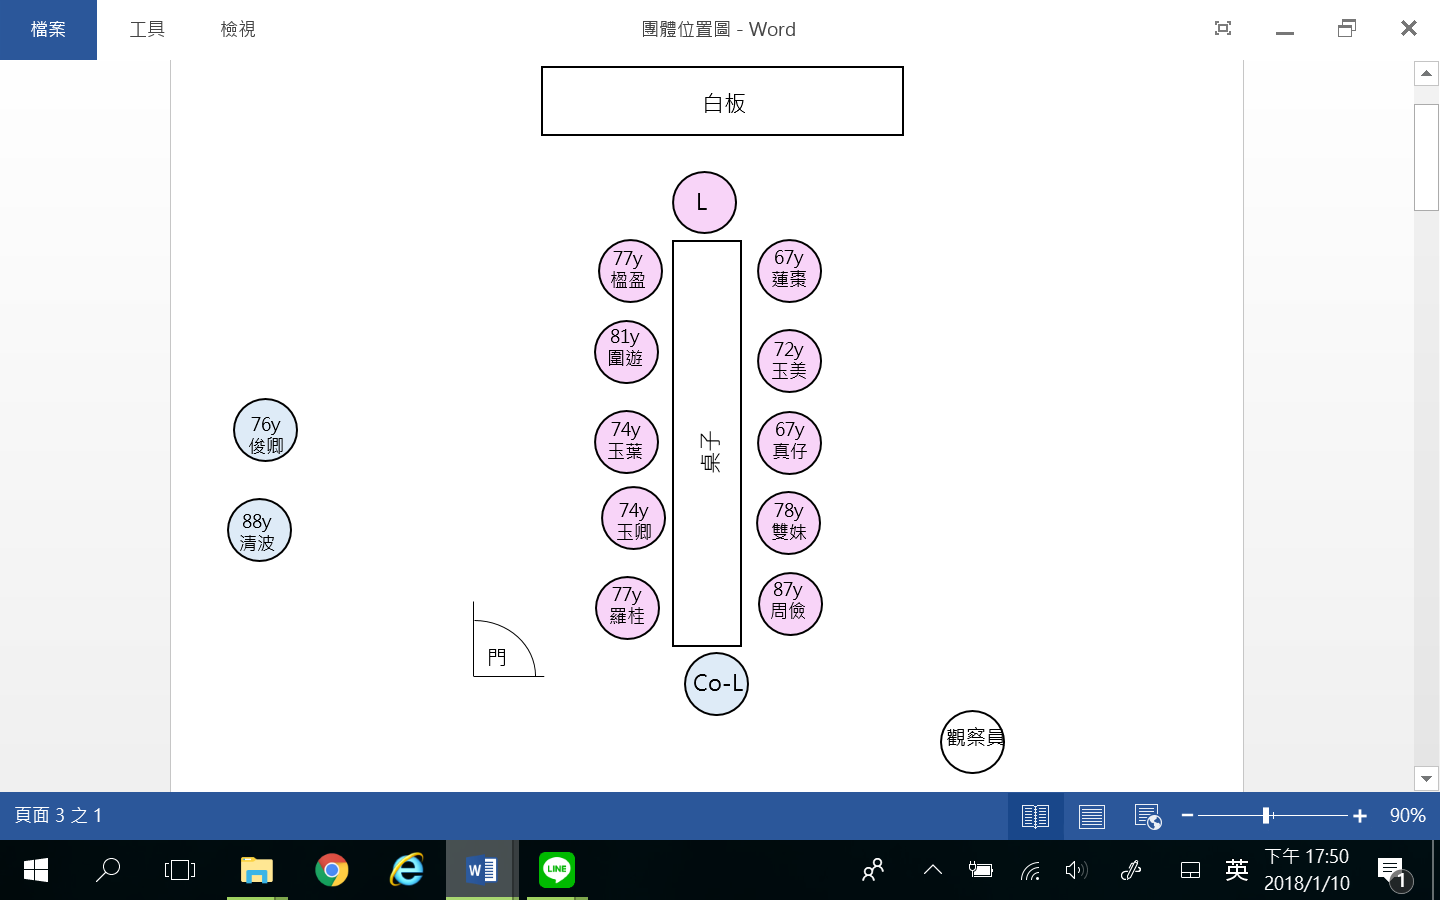 檔案 工具 檢視 團體位置圖 - Word
白板
L
77y
楹盈
67y
蓮棗
81y
圍遊
72y
玉美
76y
俊卿
74y
玉葉
67y
真仔
桌子
88y
清波
74y
玉卿
78y
雙妹
77y
羅桂
87y
周儉
門
Co-L
觀察員
頁面 3 之 1
90%
LINE
英
下午 17:50
2018/1/10
1